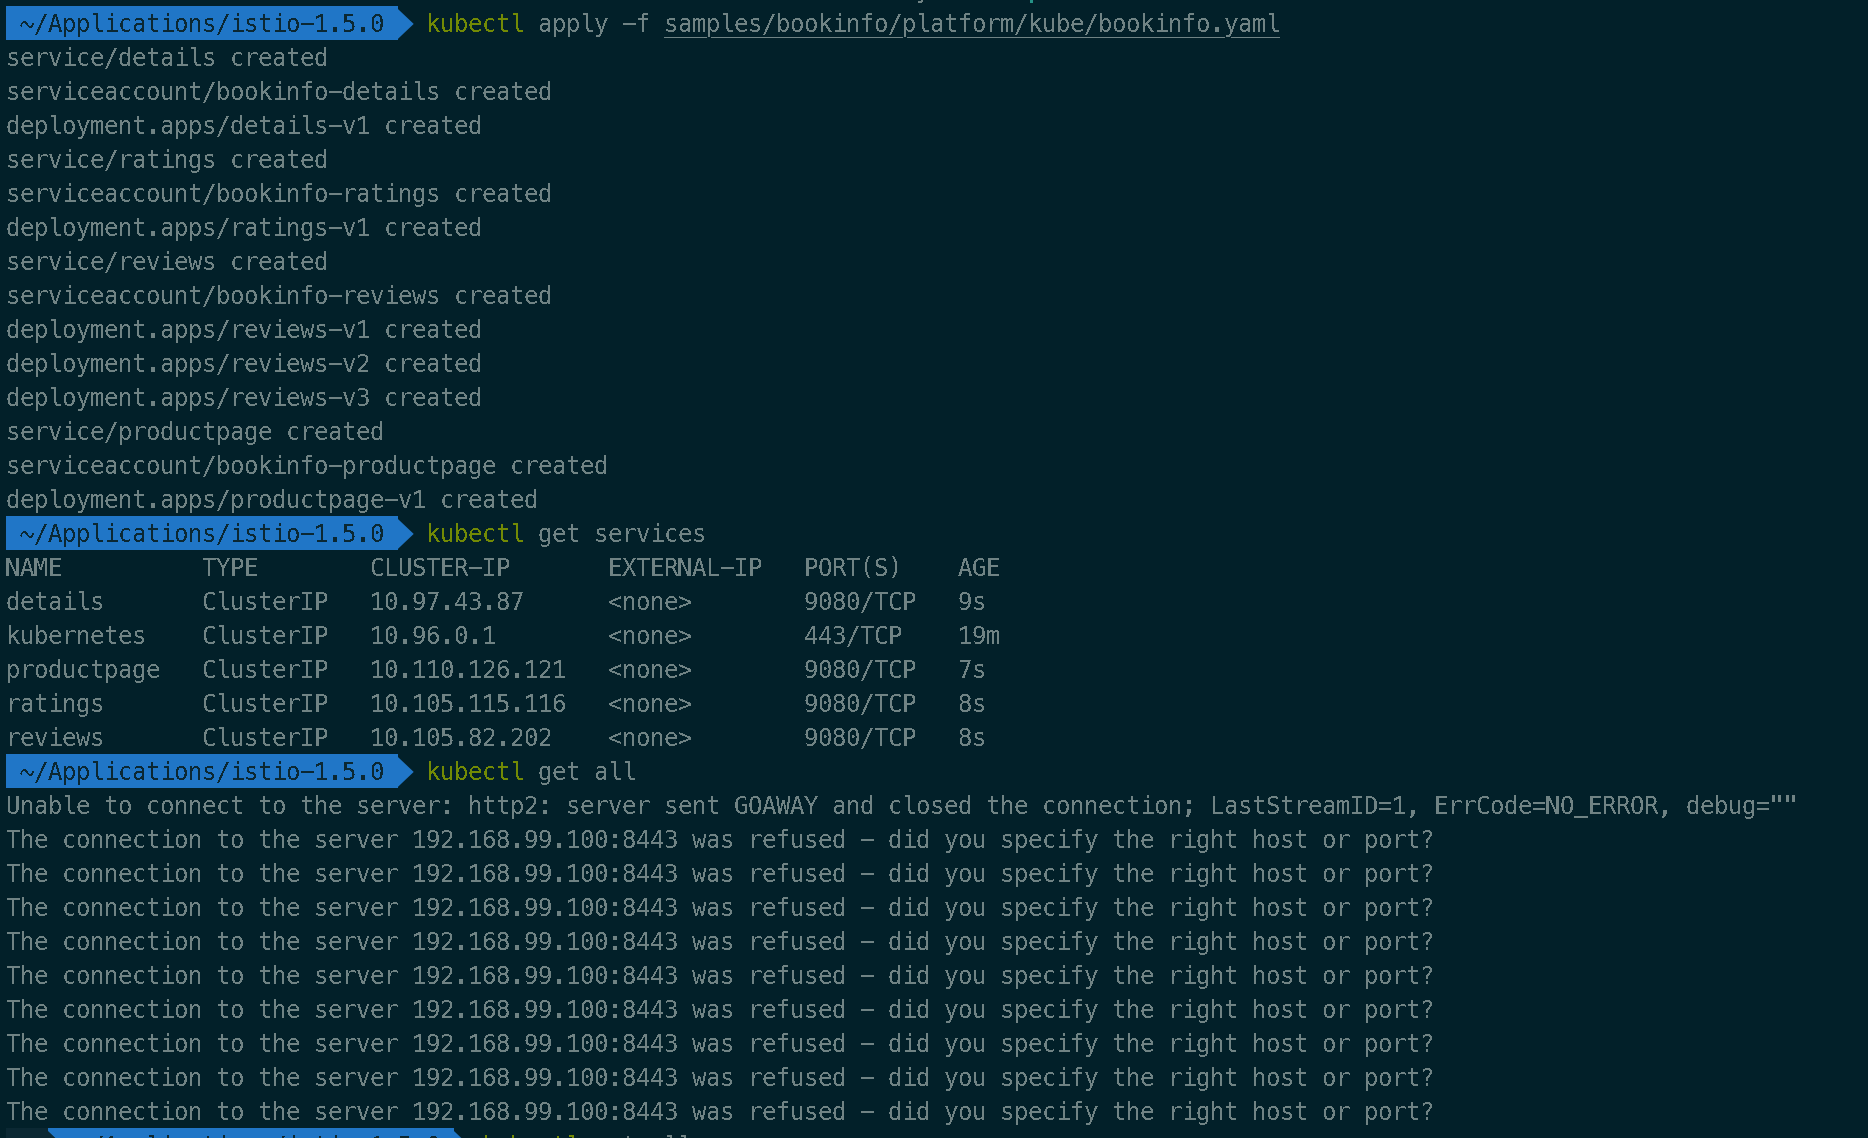 ~/Applications/istio-1.5.0 kubectl apply -f samples/bookinfo/platform/kube/bookinfo.yaml
service/details created
serviceaccount/bookinfo-details created
deployment.apps/details-v1 created
service/ratings created
serviceaccount/bookinfo-ratings created
deployment.apps/ratings-v1 created
service/reviews created
serviceaccount/bookinfo-reviews created
deployment.apps/reviews-v1 created
deployment.apps/reviews-v2 created
deployment.apps/reviews-v3 created
service/productpage created
serviceaccount/bookinfo-productpage created
deployment.apps/productpage-v1 created
~/Applications/istio-1.5.0 kubectl get services
NAME TYPE CLUSTER-IP EXTERNAL-IP PORT(S) AGE
details ClusterIP 10.97.43.87 <none> 9080/TCP 9s
kubernetes ClusterIP 10.96.0.1 <none> 443/TCP 19m
productpage ClusterIP 10.110.126.121 <none> 9080/TCP 7s
ratings ClusterIP 10.105.115.116 <none> 9080/TCP 8s
reviews ClusterIP 10.105.82.202 <none> 9080/TCP 8s
~/Applications/istio-1.5.0 kubectl get all
Unable to connect to the server: http2: server sent GOAWAY and closed the connection; LastStreamID=1, ErrCode=NO_ERROR, debug=""
The connection to the server 192.168.99.100:8443 was refused - did you specify the right host or port?
The connection to the server 192.168.99.100:8443 was refused - did you specify the right host or port?
The connection to the server 192.168.99.100:8443 was refused - did you specify the right host or port?
The connection to the server 192.168.99.100:8443 was refused - did you specify the right host or port?
The connection to the server 192.168.99.100:8443 was refused - did you specify the right host or port?
The connection to the server 192.168.99.100:8443 was refused - did you specify the right host or port?
The connection to the server 192.168.99.100:8443 was refused - did you specify the right host or port?
The connection to the server 192.168.99.100:8443 was refused - did you specify the right host or port?
The connection to the server 192.168.99.100:8443 was refused - did you specify the right host or port?